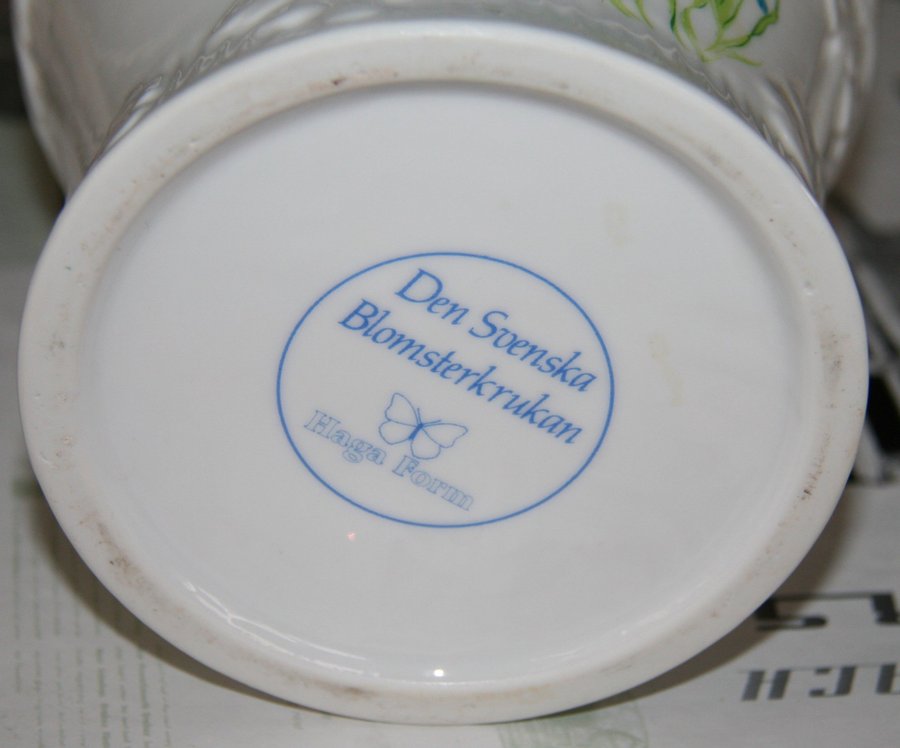 Den Svenska
Blomsterkrukan
Haga Form